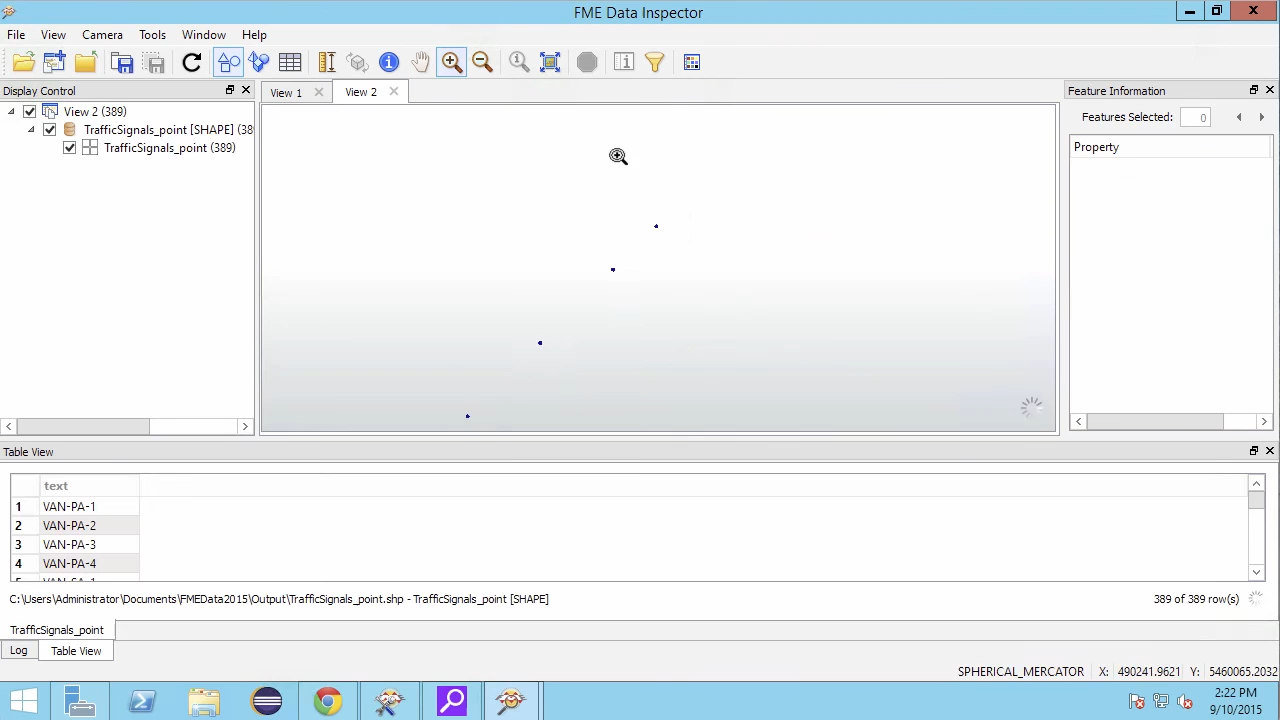 FME Data Inspector
File View Camera Tools Window Help
Display Control
View 1
View 2
Feature Information
View 2 (389)
TrafficSignals_point [SHAPE] (38
TrafficSignals_point (389)
Features Selected: 0
Property
Table View
text
1 VAN-PA-1
2 VAN-PA-2
3 VAN-PA-3
4 VAN-PA-4
C:\Users\Administrator\Documents\FMEData2015\Output\TrafficSignals_point.shp - TrafficSignals_point [SHAPE]
389 of 389 row(s)
TrafficSignals_point
Log Table View
SPHERICAL_MERCATOR X: 490241.9621 Y: 5460065.2032
2:22 PM
9/10/2015